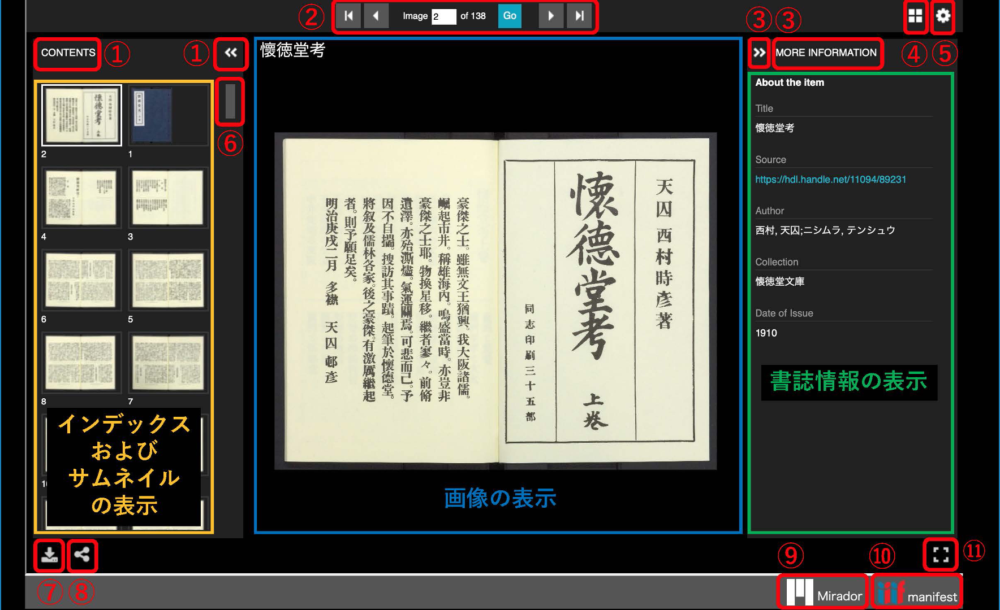 ②
Image 2 of 138 Go
③ ③
CONTENTS ① ①
懐徳堂考
MORE INFORMATION ④ ⑤
2
1
4
3
6
5
8
7
⑥
インデックス
および
サムネイル
の表示
天囚 西村時彦著
懷德堂考 上卷
同志印刷三十五部
豪傑之士。雖無文王猶興。我大阪諸儒。
崛起市井。稱雄海内。嗚盛當時。亦豈非
豪傑之士耶。物換星移。繼者寥々。前脩
遺澤。亦殆澌燼。氣運關焉。可悲而已。予
因不自揣。捜訪其事蹟。起筆於懷德堂。
將叙及儒林各家。後之豪傑。有激厲繼起
者。則予願足矣。
明治庚戌二月 多 天囚邨彦
画像の表示
About the item
Title
懐徳堂考
Source
https://hdl.handle.net/11094/89231
Author
西村, 天囚;ニシムラ, テンシュウ
Collection
懐徳堂文庫
Date of Issue
1910
書誌情報の表示
⑨ ⑩ ⑪
⑦ ⑧
Mirador
iiif manifest